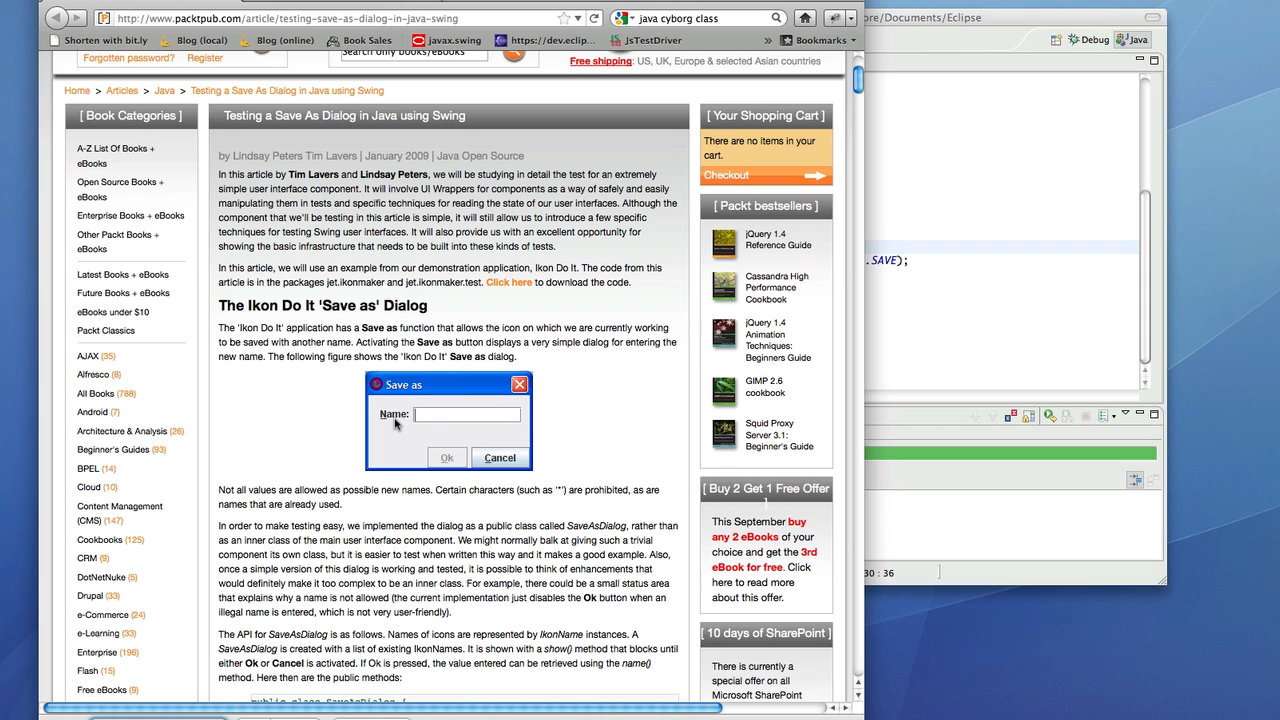 http://www.packtpub.com/article/testing-save-as-dialog-in-java-swing
java cyborg class
ore/Documents/Eclipse
Shorten with bit.ly
Blog (local)
Blog (online)
Book Sales
javax.swing
https://dev.eclip...
JsTestDriver
»
Bookmarks
Debug
Java
Forgotten password?
Register
Search only books/eBooks
Free shipping: US, UK, Europe & selected Asian countries
Home > Articles > Java > Testing a Save As Dialog in Java using Swing
[ Book Categories ]
A-Z List Of Books +
eBooks
Open Source Books +
eBooks
Enterprise Books + eBooks
Other Packt Books +
eBooks
Latest Books + eBooks
Future Books + eBooks
eBooks under $10
Packt Classics
AJAX (35)
Alfresco (8)
All Books (788)
Android (7)
Architecture & Analysis (26)
Beginner's Guides (93)
BPEL (14)
Cloud (10)
Content Management
(CMS) (147)
Cookbooks (125)
CRM (9)
DotNetNuke (5)
Drupal (33)
e-Commerce (24)
e-Learning (33)
Enterprise (196)
Flash (15)
Free eBooks (9)
Testing a Save As Dialog in Java using Swing
by Lindsay Peters Tim Lavers | January 2009 | Java Open Source
In this article by Tim Lavers and Lindsay Peters, we will be studying in detail the test for an extremely
simple user interface component. It will involve UI Wrappers for components as a way of safely and easily
manipulating them in tests and specific techniques for reading the state of our user interfaces. Although the
component that we'll be testing in this article is simple, it will still allow us to introduce a few specific
techniques for testing Swing user interfaces. It will also provide us with an excellent opportunity for
showing the basic infrastructure that needs to be built into these kinds of tests.
In this article, we will use an example from our demonstration application, Ikon Do It. The code from this
article is in the packages jet.ikonmaker and jet.ikonmaker.test. Click here to download the code.
The Ikon Do It 'Save as' Dialog
The 'Ikon Do It' application has a Save as function that allows the icon on which we are currently working
to be saved with another name. Activating the Save as button displays a very simple dialog for entering the
new name. The following figure shows the 'Ikon Do It' Save as dialog.
Save as
Name:
Ok
Cancel
Not all values are allowed as possible new names. Certain characters (such as '*') are prohibited, as are
names that are already used.
In order to make testing easy, we implemented the dialog as a public class called SaveAsDialog, rather than
as an inner class of the main user interface component. We might normally balk at giving such a trivial
component its own class, but it is easier to test when written this way and it makes a good example. Also,
once a simple version of this dialog is working and tested, it is possible to think of enhancements that
would definitely make it too complex to be an inner class. For example, there could be a small status area
that explains why a name is not allowed (the current implementation just disables the Ok button when an
illegal name is entered, which is not very user-friendly).
The API for SaveAsDialog is as follows. Names of icons are represented by IkonName instances. A
SaveAsDialog is created with a list of existing IkonNames. It is shown with a show() method that blocks until
either Ok or Cancel is activated. If Ok is pressed, the value entered can be retrieved using the name()
method. Here then are the public methods:
public class SaveAsDialog {
[ Your Shopping Cart ]
There are no items in your
cart.
Checkout
[ Packt bestsellers ]
jQuery 1.4
Reference Guide
Cassandra High
Performance
Cookbook
jQuery 1.4
Animation
Techniques:
Beginners Guide
GIMP 2.6
cookbook
Squid Proxy
Server 3.1:
Beginner's Guide
[ Buy 2 Get 1 Free Offer
]
This September buy
any 2 eBooks of your
choice and get the 3rd
eBook for free. Click
here to read more
about this offer.
[ 10 days of SharePoint ]
There is currently a
special offer on all
Microsoft SharePoint
.SAVE);
30 : 36